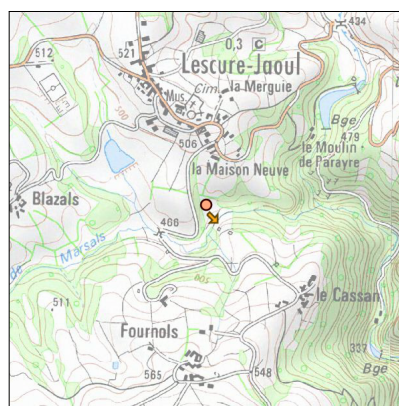 434
512
521
0,3 C
Lescure-Jaoul
Cim.
la Merguie
Mus.
500
Bge
479
506
le Moulin
de Parayre
la Maison Neuve
Blazals
466
Marsals
de
511
le Cassan
Fournols
337
Bge
565
548